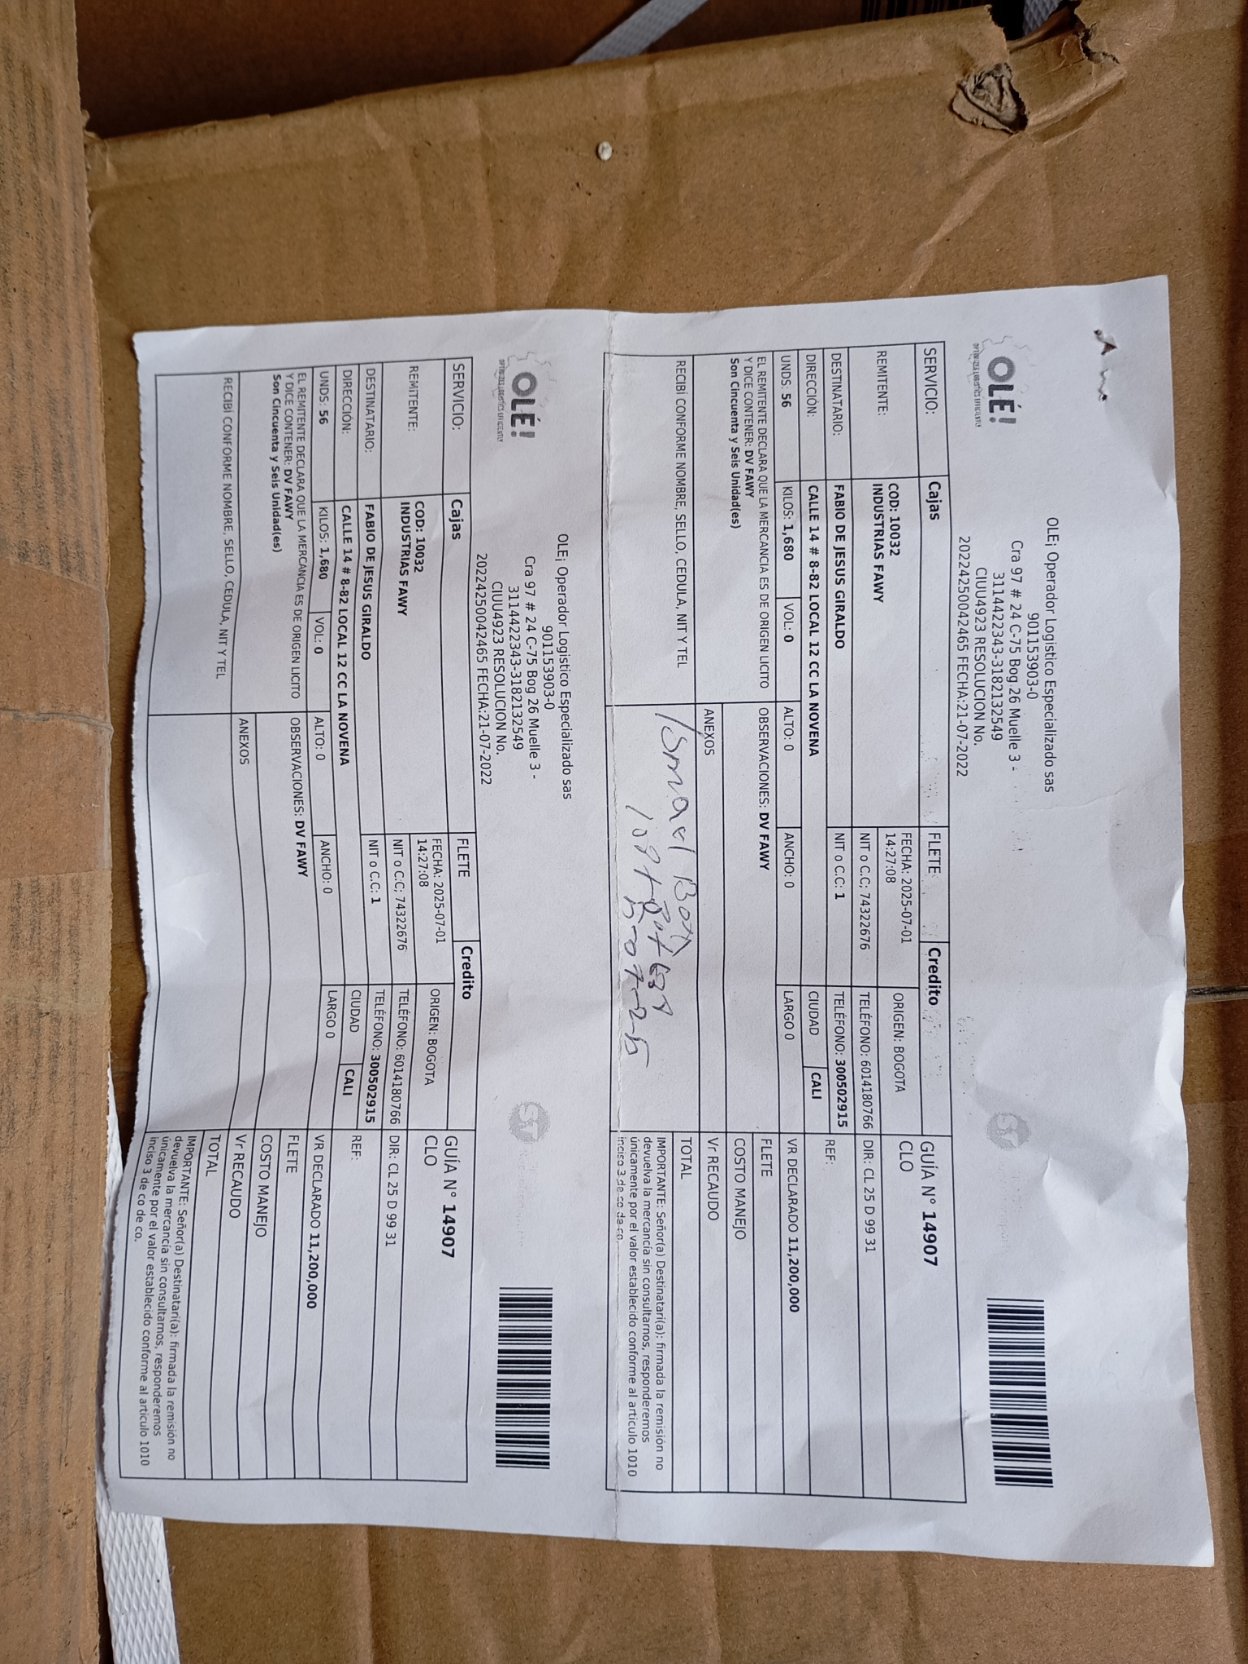 OLÉ!
OPERADOR LOGISTICO EFICIENTE
OLE¡ Operador Logistico Especializado sas
901153903-0
Cra 97 # 24 C-75 Bog 26 Muelle 3 -
3114422343-3182132549
CIUU4923 RESOLUCION No.
20224250042465 FECHA:21-07-2022
SERVICIO: Cajas FLETE Credito GUÍA N° 14907
CLO
REMITENTE: COD: 10032
INDUSTRIAS FAWY
FECHA: 2025-07-01
14:27:08
ORIGEN: BOGOTA
NIT o C.C: 74322676 TELÉFONO: 6014180766 DIR: CL 25 D 99 31
DESTINATARIO: FABIO DE JESUS GIRALDO NIT o C.C: 1 TELÉFONO: 300502915 REF:
DIRECCIÓN: CALLE 14 # 8-82 LOCAL 12 CC LA NOVENA CIUDAD CALI
UNDS: 56 KILOS: 1,680 VOL: 0 ALTO: 0 ANCHO: 0 LARGO 0 VR DECLARADO 11,200,000
EL REMITENTE DECLARA QUE LA MERCANCIA ES DE ORIGEN LICITO
Y DICE CONTENER: DV FAWY
Son Cincuenta y Seis Unidad(es)
OBSERVACIONES: DV FAWY
FLETE
COSTO MANEJO
ANEXOS
Vr RECAUDO
RECIBÍ CONFORME NOMBRE, SELLO, CEDULA, NIT Y TEL
TOTAL
Ismael
IMPORTANTE: Señor(a) Destinatari(a): firmada la remisión no
devuelva la mercancía sin consultarnos, responderemos
únicamente por el valor establecido conforme al artículo 1010
inciso 3 de co de co.
OLÉ!
OPERADOR LOGISTICO EFICIENTE
OLE¡ Operador Logistico Especializado sas
901153903-0
Cra 97 # 24 C-75 Bog 26 Muelle 3 -
3114422343-3182132549
CIUU4923 RESOLUCION No.
20224250042465 FECHA:21-07-2022
SERVICIO: Cajas FLETE Credito GUÍA N° 14907
CLO
REMITENTE: COD: 10032
INDUSTRIAS FAWY
FECHA: 2025-07-01
14:27:08
ORIGEN: BOGOTA
NIT o C.C: 74322676 TELÉFONO: 6014180766 DIR: CL 25 D 99 31
DESTINATARIO: FABIO DE JESUS GIRALDO NIT o C.C: 1 TELÉFONO: 300502915 REF:
DIRECCIÓN: CALLE 14 # 8-82 LOCAL 12 CC LA NOVENA CIUDAD CALI
UNDS: 56 KILOS: 1,680 VOL: 0 ALTO: 0 ANCHO: 0 LARGO 0 VR DECLARADO 11,200,000
EL REMITENTE DECLARA QUE LA MERCANCIA ES DE ORIGEN LICITO
Y DICE CONTENER: DV FAWY
Son Cincuenta y Seis Unidad(es)
OBSERVACIONES: DV FAWY
FLETE
COSTO MANEJO
ANEXOS
Vr RECAUDO
RECIBÍ CONFORME NOMBRE, SELLO, CEDULA, NIT Y TEL
TOTAL
IMPORTANTE: Señor(a) Destinatari(a): firmada la remisión no
devuelva la mercancía sin consultarnos, responderemos
únicamente por el valor establecido conforme al artículo 1010
inciso 3 de co de co.